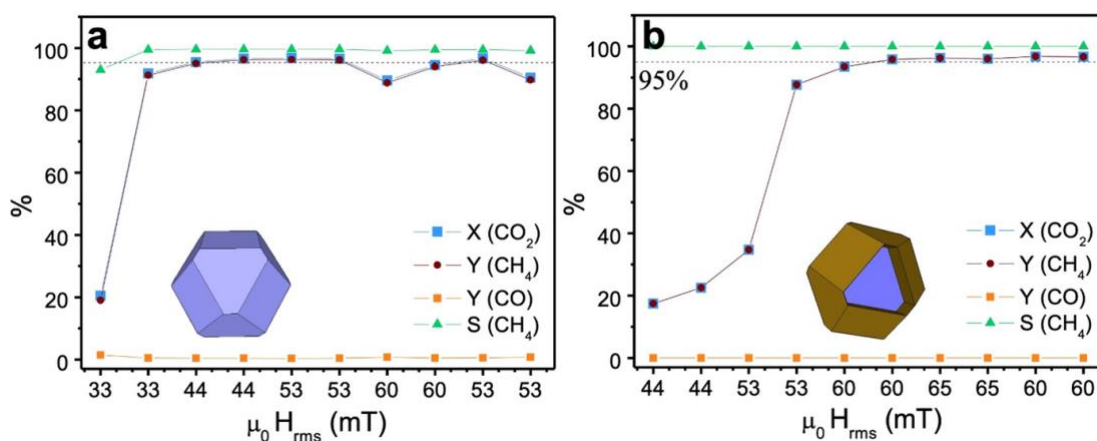 a
100
80
60
40
20
0
%
X (CO₂)
Y (CH₄)
Y (CO)
S (CH₄)
33 33 44 44 53 53 60 60 53 53
μ₀ Hrms (mT)
b
100
95%
80
60
40
20
0
%
X (CO₂)
Y (CH₄)
Y (CO)
S (CH₄)
44 44 53 53 60 60 65 65 60 60
μ₀ Hrms (mT)